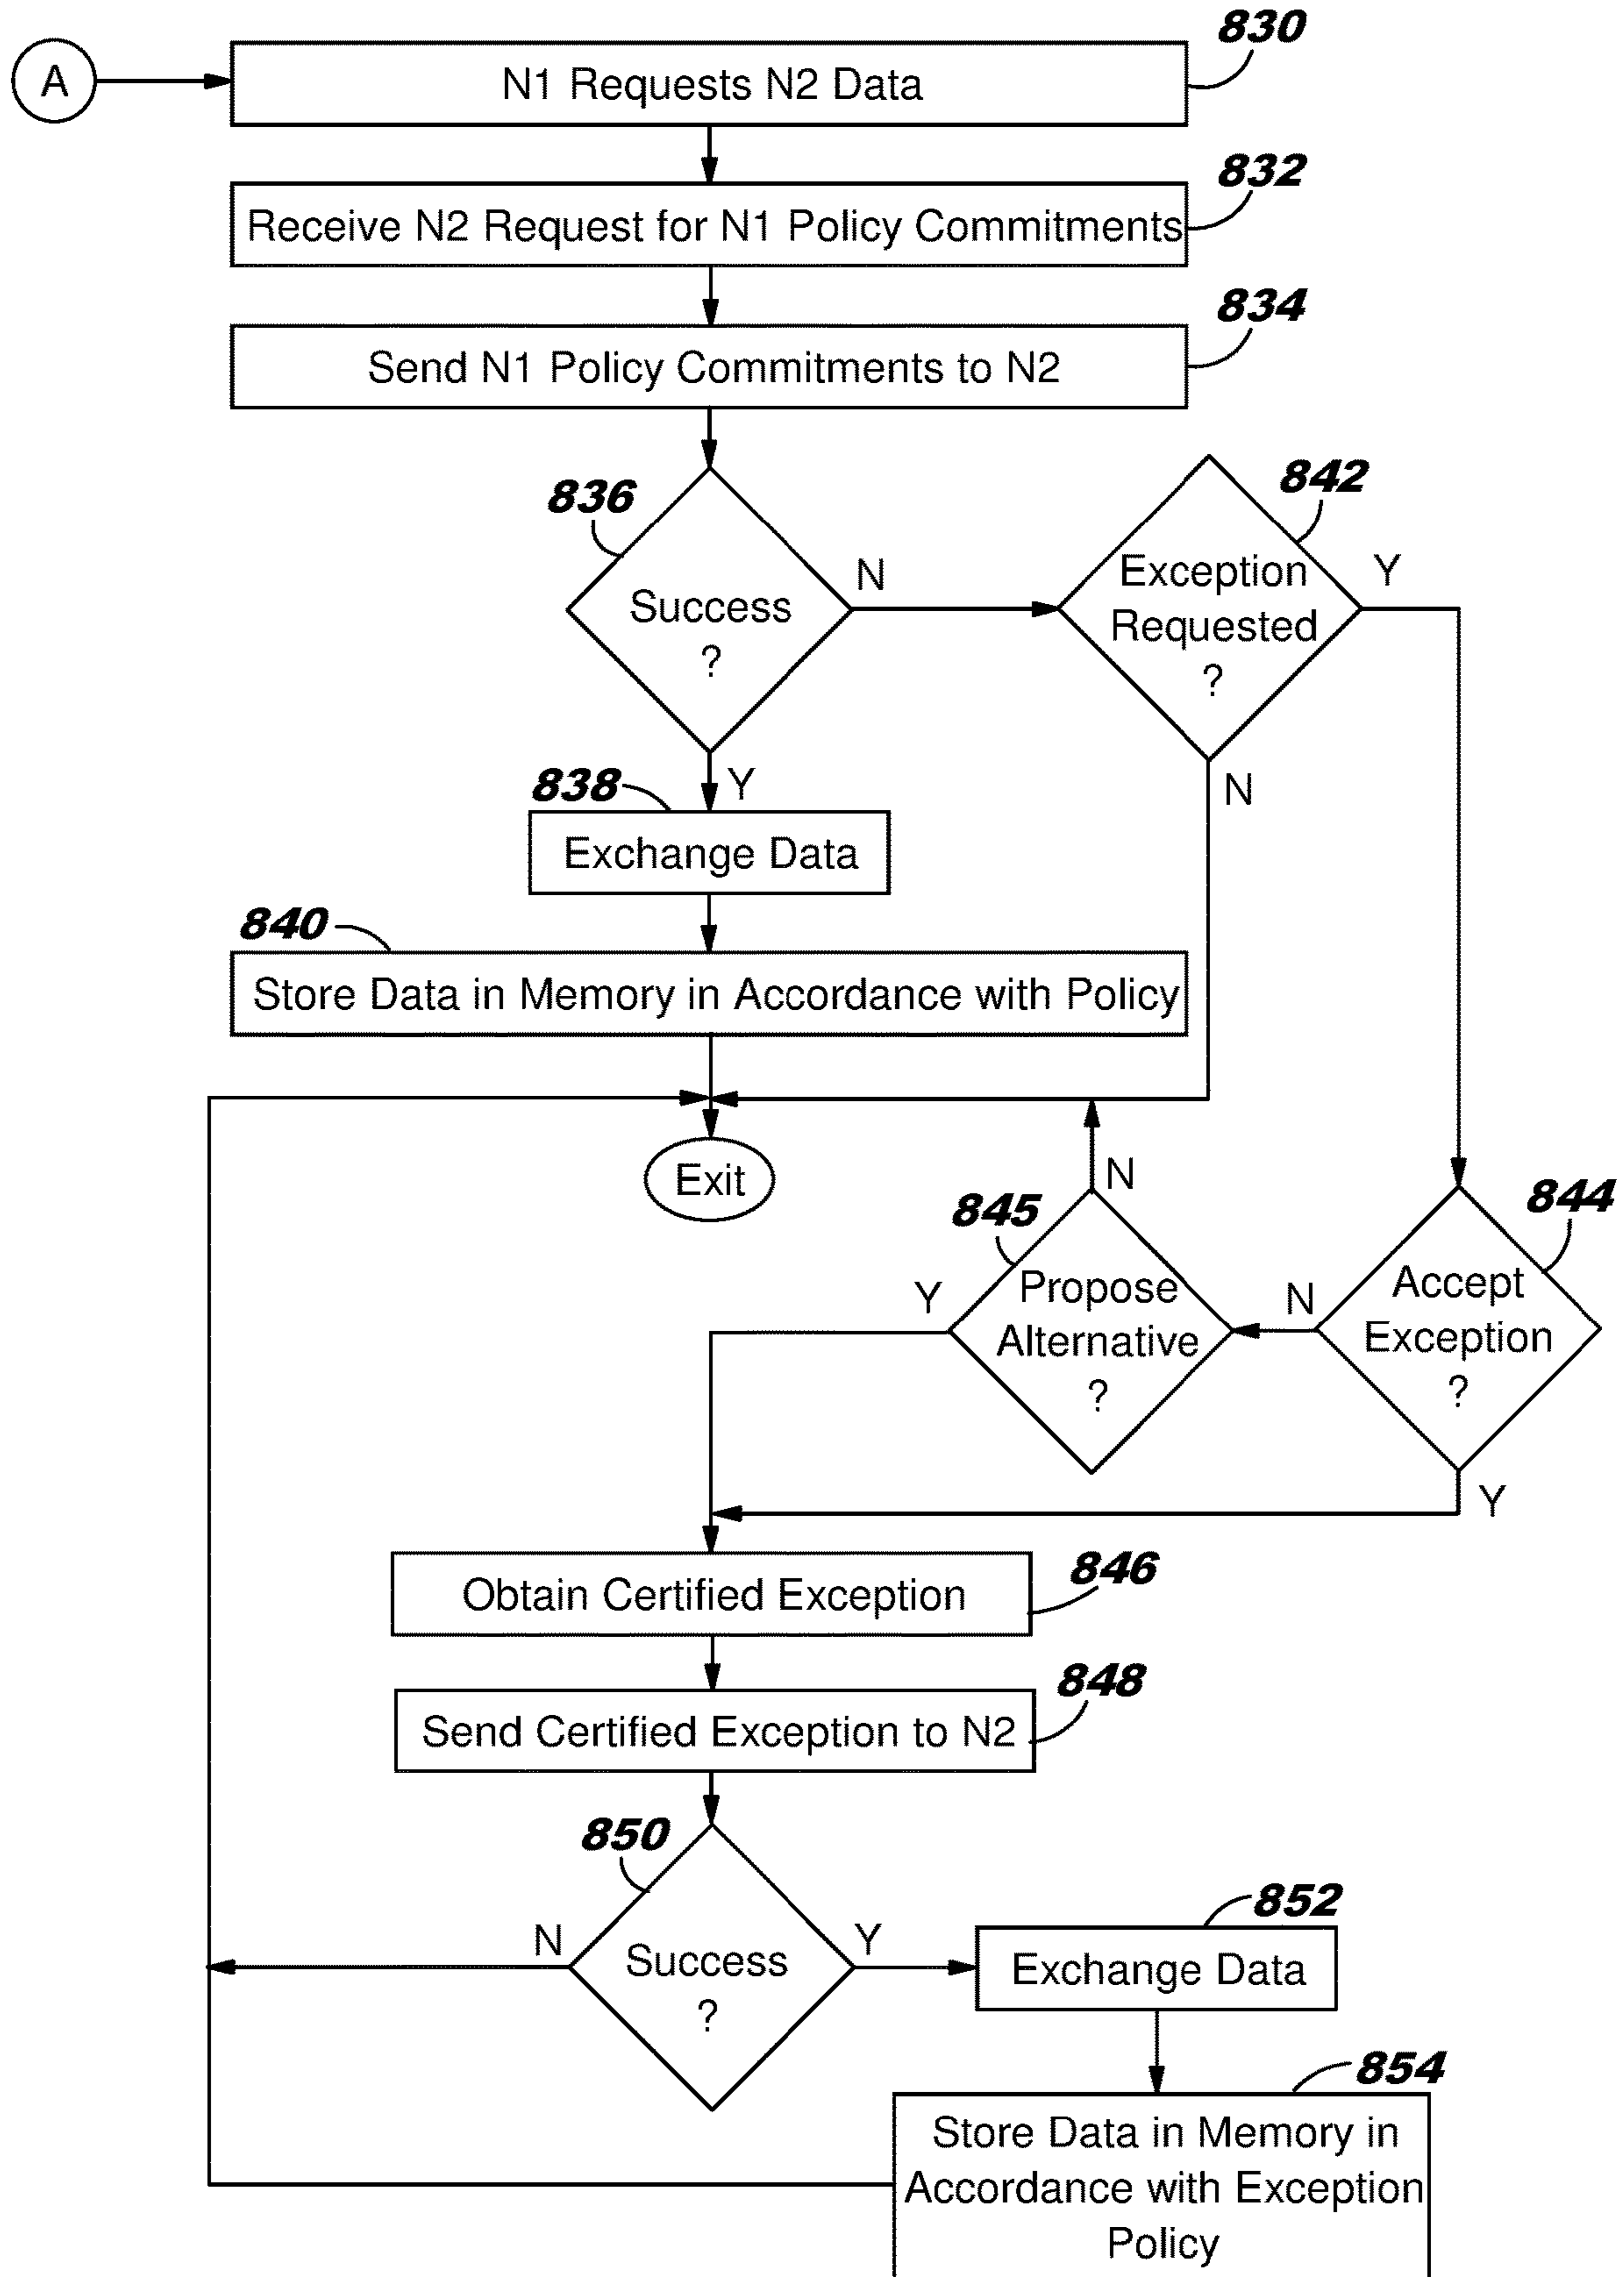 830
A
N1 Requests N2 Data
832
Receive N2 Request for N1 Policy Commitments
834
Send N1 Policy Commitments to N2
836
Success
?
N
842
Exception
Requested
?
Y
Y
N
838
Exchange Data
840
Store Data in Memory in Accordance with Policy
Exit
N
845
Propose
Alternative
?
Y
N
844
Accept
Exception
?
Y
846
Obtain Certified Exception
848
Send Certified Exception to N2
850
Success
?
N
Y
852
Exchange Data
854
Store Data in Memory in
Accordance with Exception
Policy